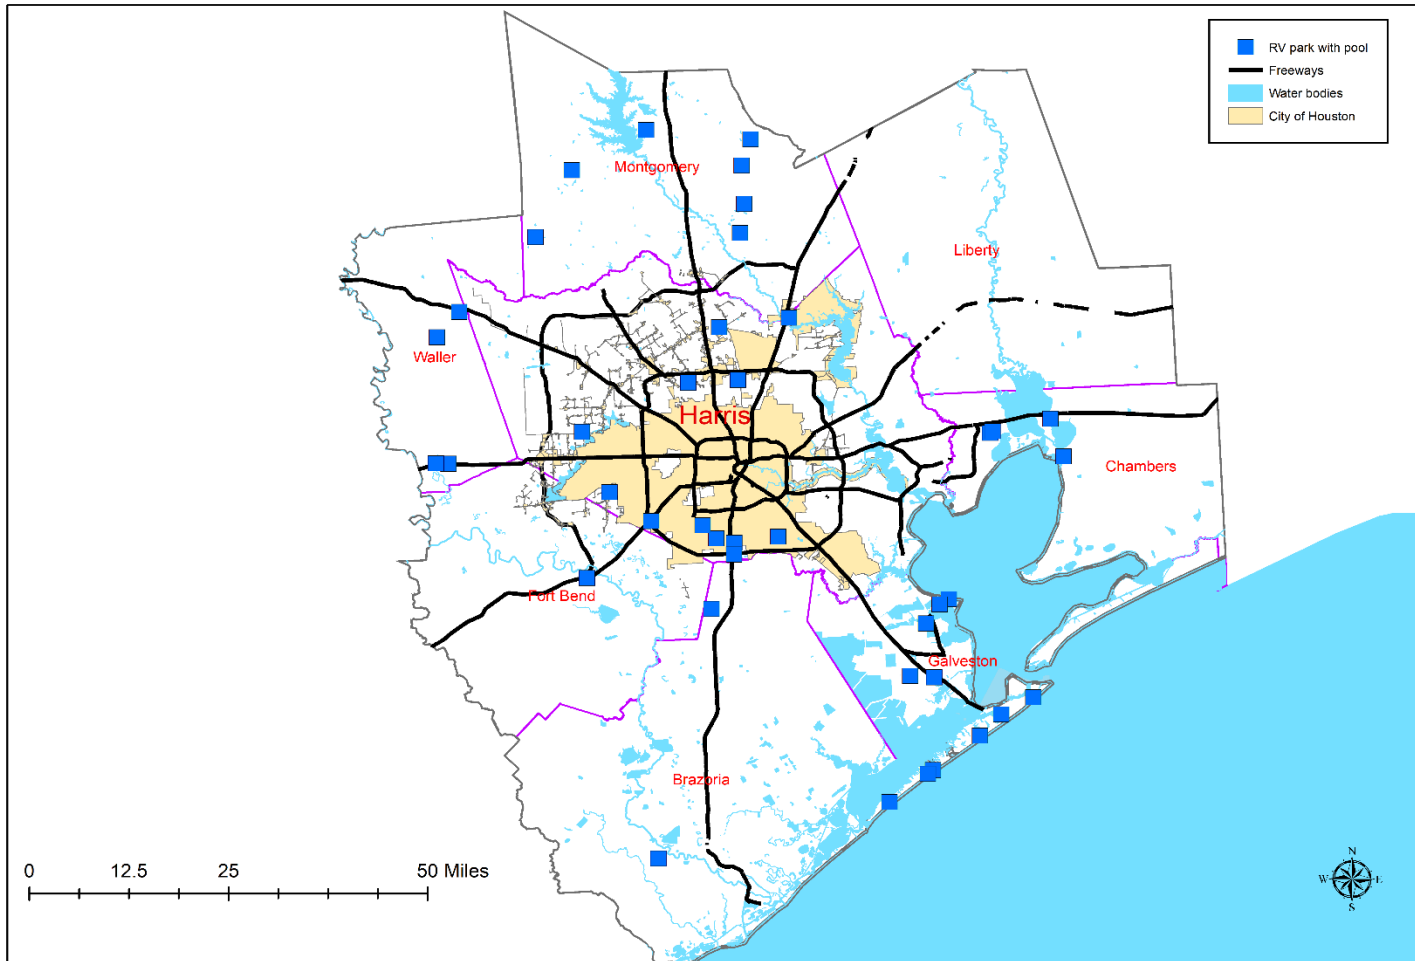 RV park with pool
Freeways
Water bodies
City of Houston
Montgomery
Liberty
Waller
Harris
Chambers
Fort Bend
Galveston
Brazoria
0 12.5 25 50 Miles
N
W E
S